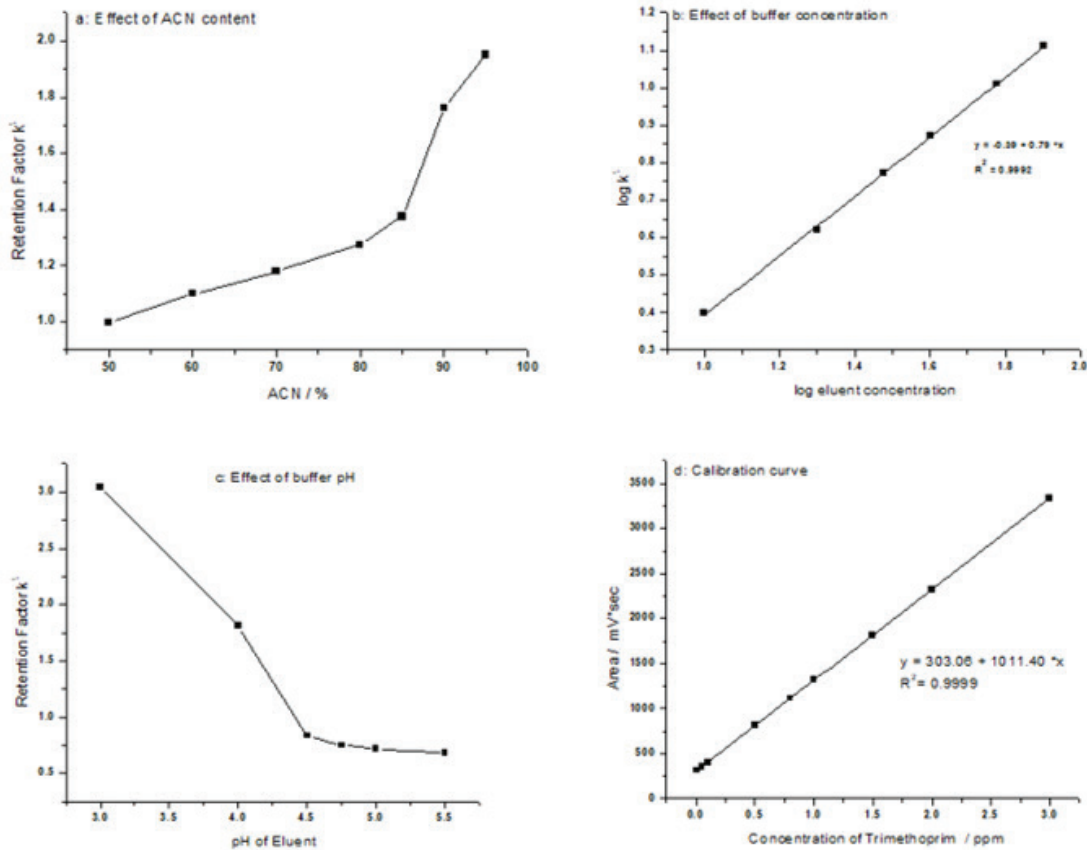 a: Effect of ACN content
2.0
1.8
1.6
1.4
1.2
1.0
Retention Factor k\
50 60 70 80 90 100
ACN / %
b: Effect of buffer concentration
1.2
1.1
1.0
0.9
0.8
0.7
0.6
0.5
0.4
0.3
log k\
y = -0.39 + 0.79 *x
R² = 0.9992
1.0 1.2 1.4 1.6 1.8 2.0
log eluent concentration
c: Effect of buffer pH
3.0
2.5
2.0
1.5
1.0
0.5
Retention Factor k\
3.0 3.5 4.0 4.5 5.0 5.5
pH of Eluent
d: Calibration curve
3500
3000
2500
2000
1500
1000
500
0
Area / mV*sec
y = 303.06 + 1011.40 *x
R²= 0.9999
0.0 0.5 1.0 1.5 2.0 2.5 3.0
Concentration of Trimethoprim / ppm